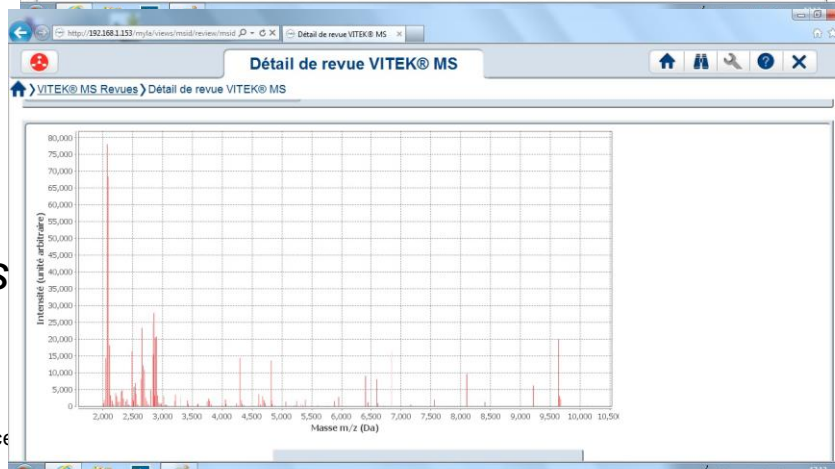 http://192.168.1.153/myla/views/msid/review/msid
Détail de revue VITEK® MS
Détail de revue VITEK® MS
VITEK® MS Revues
Détail de revue VITEK® MS
80,000
75,000
70,000
65,000
60,000
55,000
50,000
45,000
40,000
35,000
30,000
25,000
20,000
15,000
10,000
5,000
0
Intensité (unité arbitraire)
2,000 2,500 3,000 3,500 4,000 4,500 5,000 5,500 6,000 6,500 7,000 7,500 8,000 8,500 9,000 9,500 10,000 10,50
Masse m/z (Da)
s